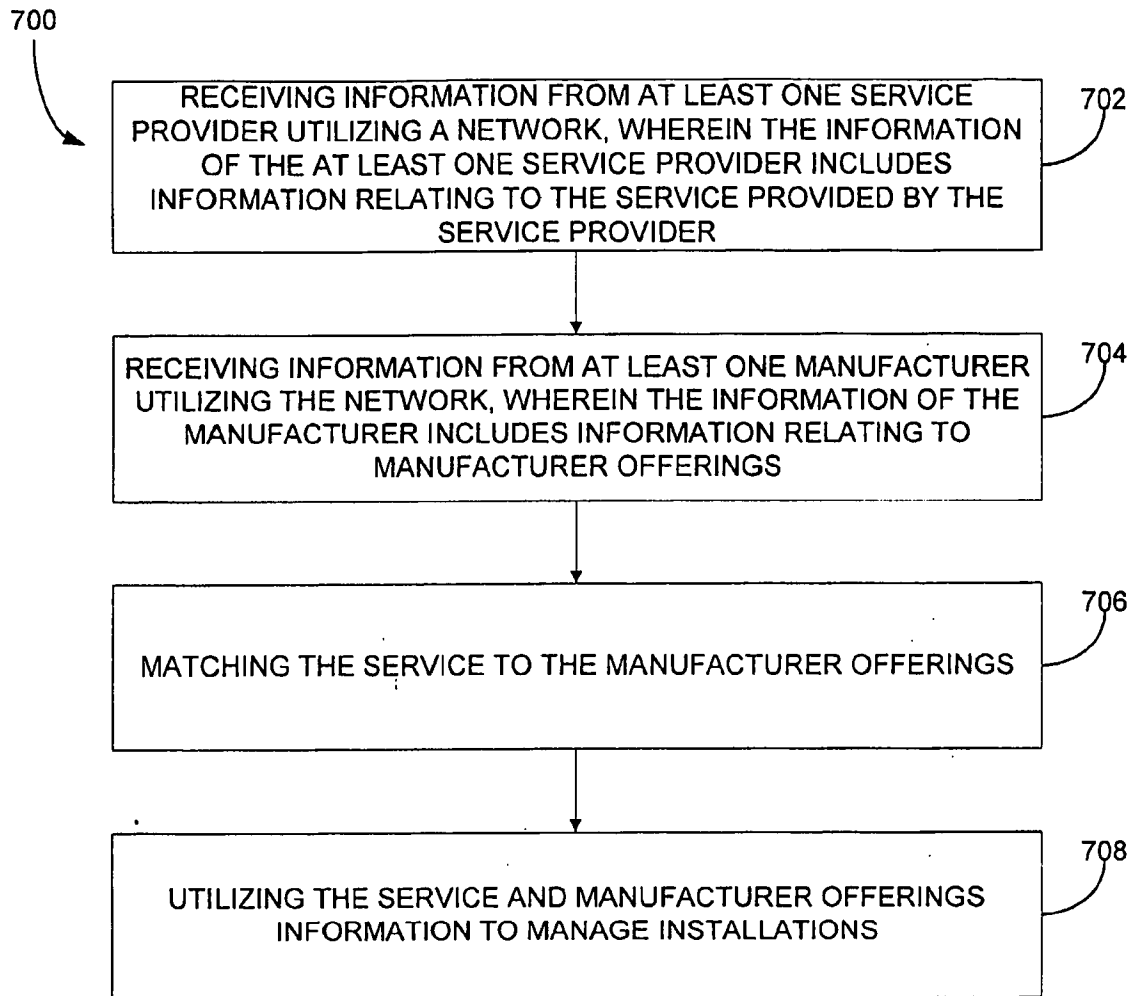 700
RECEIVING INFORMATION FROM AT LEAST ONE SERVICE
PROVIDER UTILIZING A NETWORK, WHEREIN THE INFORMATION
OF THE AT LEAST ONE SERVICE PROVIDER INCLUDES
INFORMATION RELATING TO THE SERVICE PROVIDED BY THE
SERVICE PROVIDER
702
RECEIVING INFORMATION FROM AT LEAST ONE MANUFACTURER
UTILIZING THE NETWORK, WHEREIN THE INFORMATION OF THE
MANUFACTURER INCLUDES INFORMATION RELATING TO
MANUFACTURER OFFERINGS
704
MATCHING THE SERVICE TO THE MANUFACTURER OFFERINGS
706
UTILIZING THE SERVICE AND MANUFACTURER OFFERINGS
INFORMATION TO MANAGE INSTALLATIONS
708